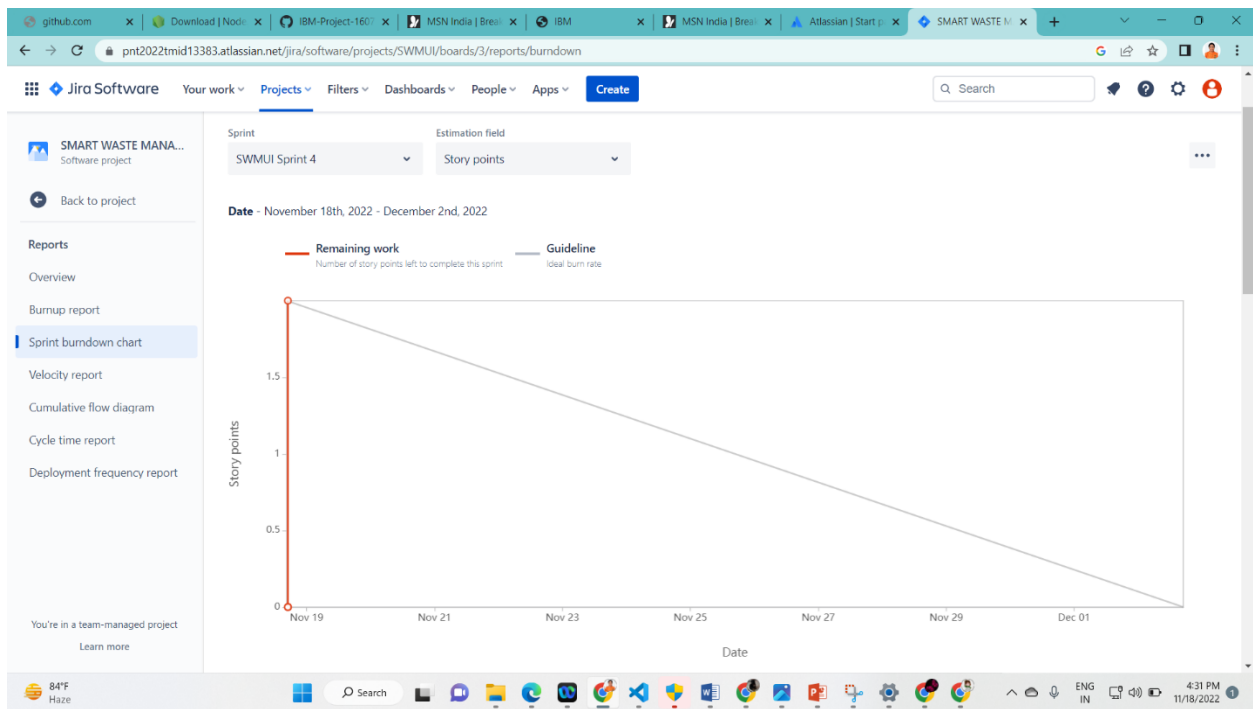 github.com
Download | Node.
IBM-Project-1607
MSN India | Break
IBM
MSN India | Break
Atlassian | Start p
SMART WASTE M
pnt2022tmid13383.atlassian.net/jira/software/projects/SWMUI/boards/3/reports/burndown
Jira Software Your work Projects Filters Dashboards People Apps Create Search
SMART WASTE MANA...
Software project
Back to project
Reports
Overview
Burnup report
Sprint burndown chart
Velocity report
Cumulative flow diagram
Cycle time report
Deployment frequency report
You're in a team-managed project
Learn more
Sprint Estimation field
SWMUI Sprint 4 Story points
Date - November 18th, 2022 - December 2nd, 2022
Remaining work Guideline
Number of story points left to complete this sprint Ideal burn rate
Story points
1.5
1
0.5
0
Nov 19 Nov 21 Nov 23 Nov 25 Nov 27 Nov 29 Dec 01
Date
84°F
Haze
Search
ENG
IN
4:31 PM
11/18/2022
1